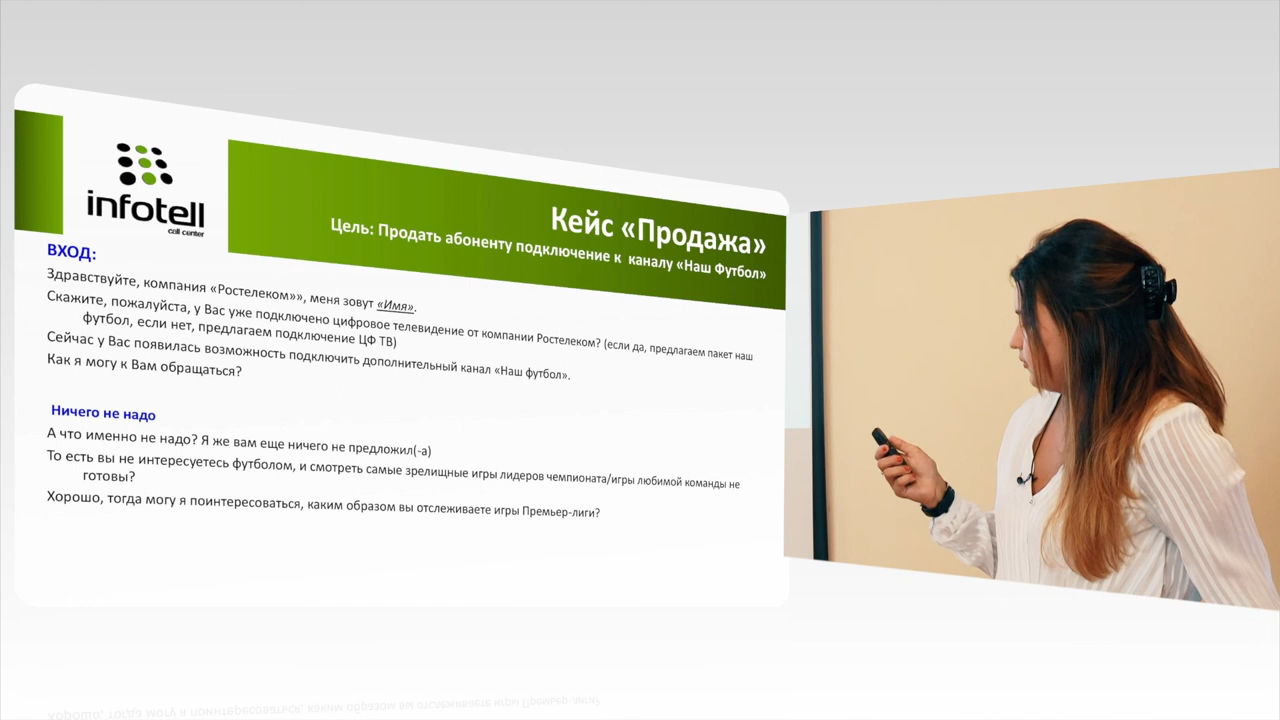 infotell
call center
Кейс «Продажа»
Цель: Продать абоненту подключение к каналу «Наш Футбол»
ВХОД:
Здравствуйте, компания «Ростелеком»», меня зовут «Имя».
Скажите, пожалуйста, у Вас уже подключено цифровое телевидение от компании Ростелеком? (если да, предлагаем пакет наш
футбол, если нет, предлагаем подключение ЦФ ТВ)
Сейчас у Вас появилась возможность подключить дополнительный канал «Наш футбол».
Как я могу к Вам обращаться?
Ничего не надо
А что именно не надо? Я же вам еще ничего не предложил(-а)
То есть вы не интересуетесь футболом, и смотреть самые зрелищные игры лидеров чемпионата/игры любимой команды не
готовы?
Хорошо, тогда могу я поинтересоваться, каким образом вы отслеживаете игры Премьер-лиги?